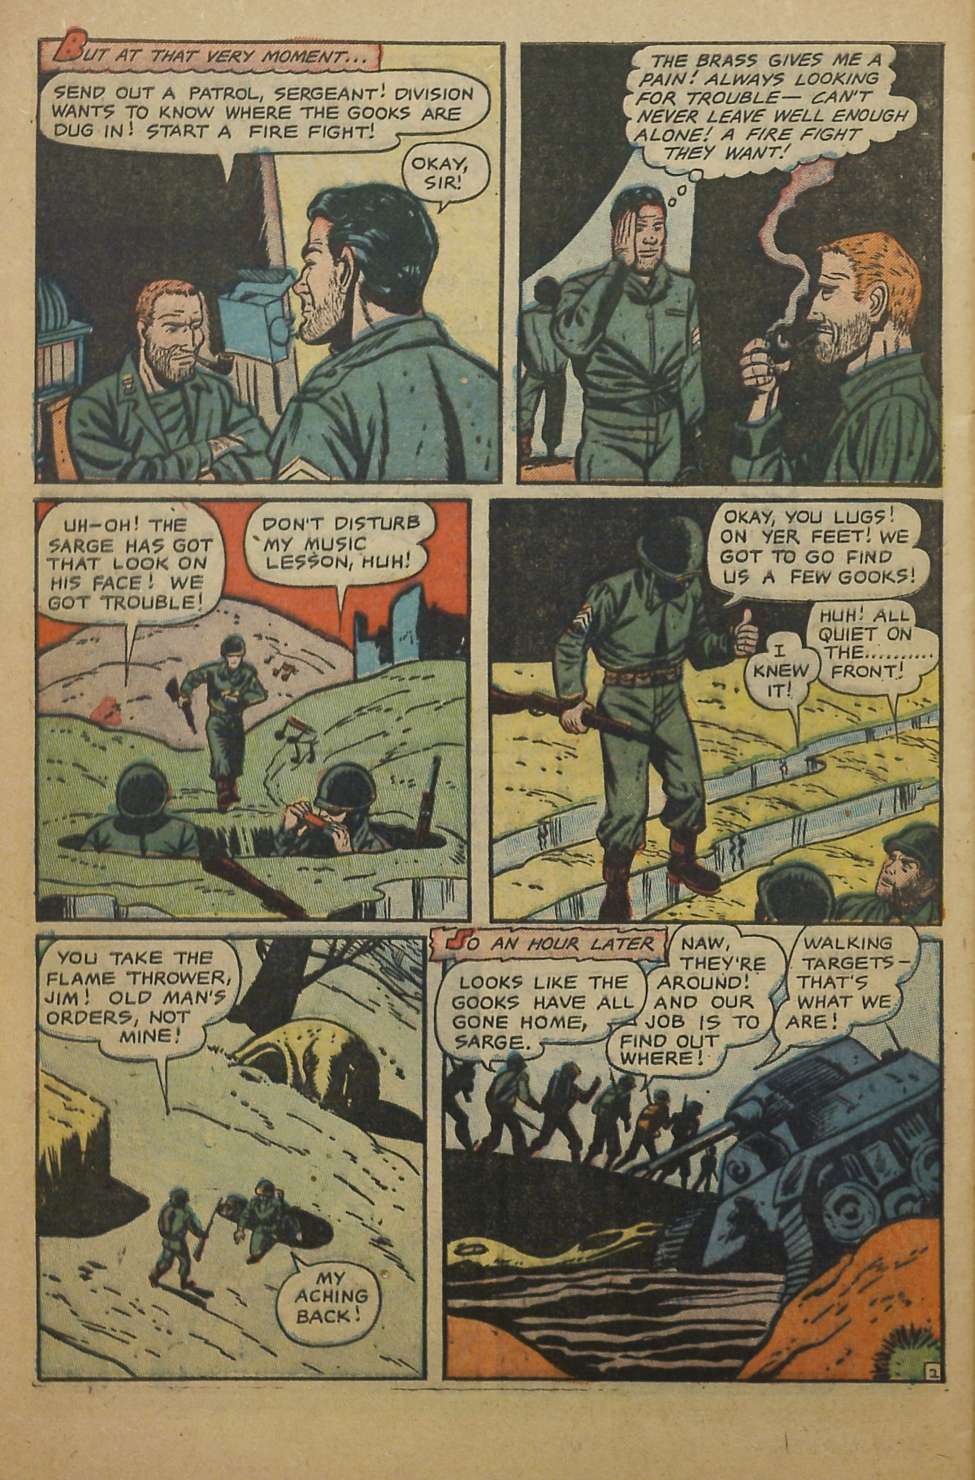 BUT AT THAT VERY MOMENT...
SEND OUT A PATROL, SERGEANT! DIVISION
WANTS TO KNOW WHERE THE GOOKS ARE
DUG IN! START A FIRE FIGHT!
OKAY,
SIR!
THE BRASS GIVES ME A
PAIN! ALWAYS LOOKING
FOR TROUBLE— CAN'T
NEVER LEAVE WELL ENOUGH
ALONE! A FIRE FIGHT
THEY WANT!
UH-OH! THE
SARGE HAS GOT
THAT LOOK ON
HIS FACE! WE
GOT TROUBLE!
DON'T DISTURB
MY MUSIC
LESSON, HUH!
OKAY, YOU LUGS!
ON YER FEET! WE
GOT TO GO FIND
US A FEW GOOKS!
I
KNEW
IT!
HUH! ALL
QUIET ON
THE..........
FRONT!
YOU TAKE THE
FLAME THROWER,
JIM! OLD MAN'S
ORDERS, NOT
MINE!
MY
ACHING
BACK!
SO AN HOUR LATER
LOOKS LIKE THE
GOOKS HAVE ALL
GONE HOME,
SARGE.
NAW,
THEY'RE
AROUND!
AND OUR
JOB IS TO
FIND OUT
WHERE!
WALKING
TARGETS—
THAT'S
WHAT WE
ARE!
2